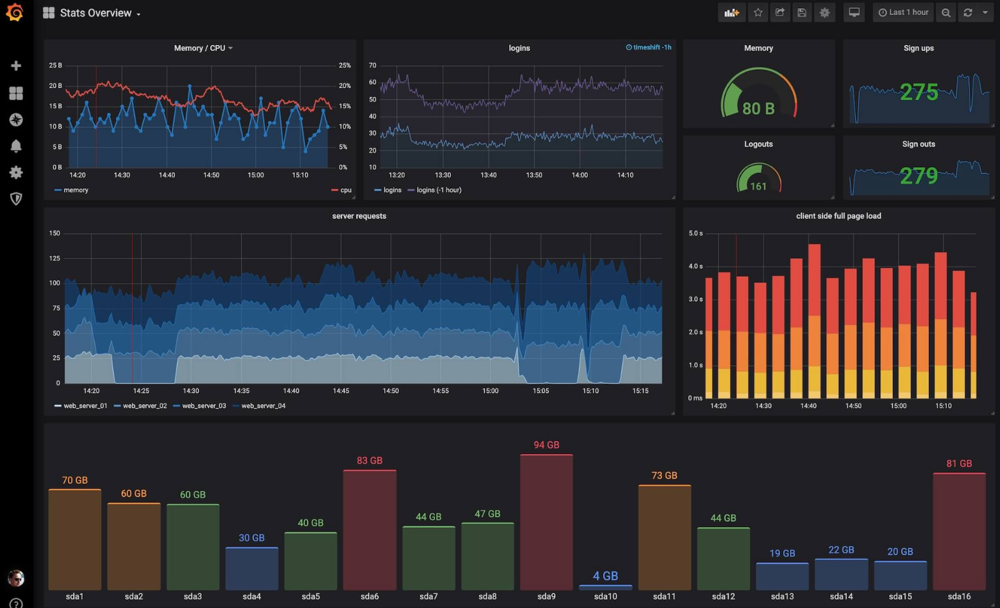 Stats Overview
Last 1 hour
Memory / CPU
25 B
20 B
15 B
10 B
5 B
0 B
25%
20%
15%
10%
5%
0%
14:20 14:30 14:40 14:50 15:00 15:10
memory
cpu
logins
timeshift -1h
70
60
50
40
30
20
10
13:20 13:30 13:40 13:50 14:00 14:10
logins logins (-1 hour)
Memory
80 B
Sign ups
275
Logouts
161
Sign outs
279
server requests
150
125
100
75
50
25
0
14:20 14:25 14:30 14:35 14:40 14:45 14:50 14:55 15:00 15:05 15:10 15:15
web_server_01 web_server_02 web_server_03 web_server_04
client side full page load
5.0 s
4.0 s
3.0 s
2.0 s
1.0 s
0 ms
14:20 14:30 14:40 14:50 15:00 15:10
70 GB 60 GB 60 GB 30 GB 40 GB 83 GB 44 GB 47 GB 94 GB 4 GB 73 GB 44 GB 19 GB 22 GB 20 GB 81 GB
sda1 sda2 sda3 sda4 sda5 sda6 sda7 sda8 sda9 sda10 sda11 sda12 sda13 sda14 sda15 sda16